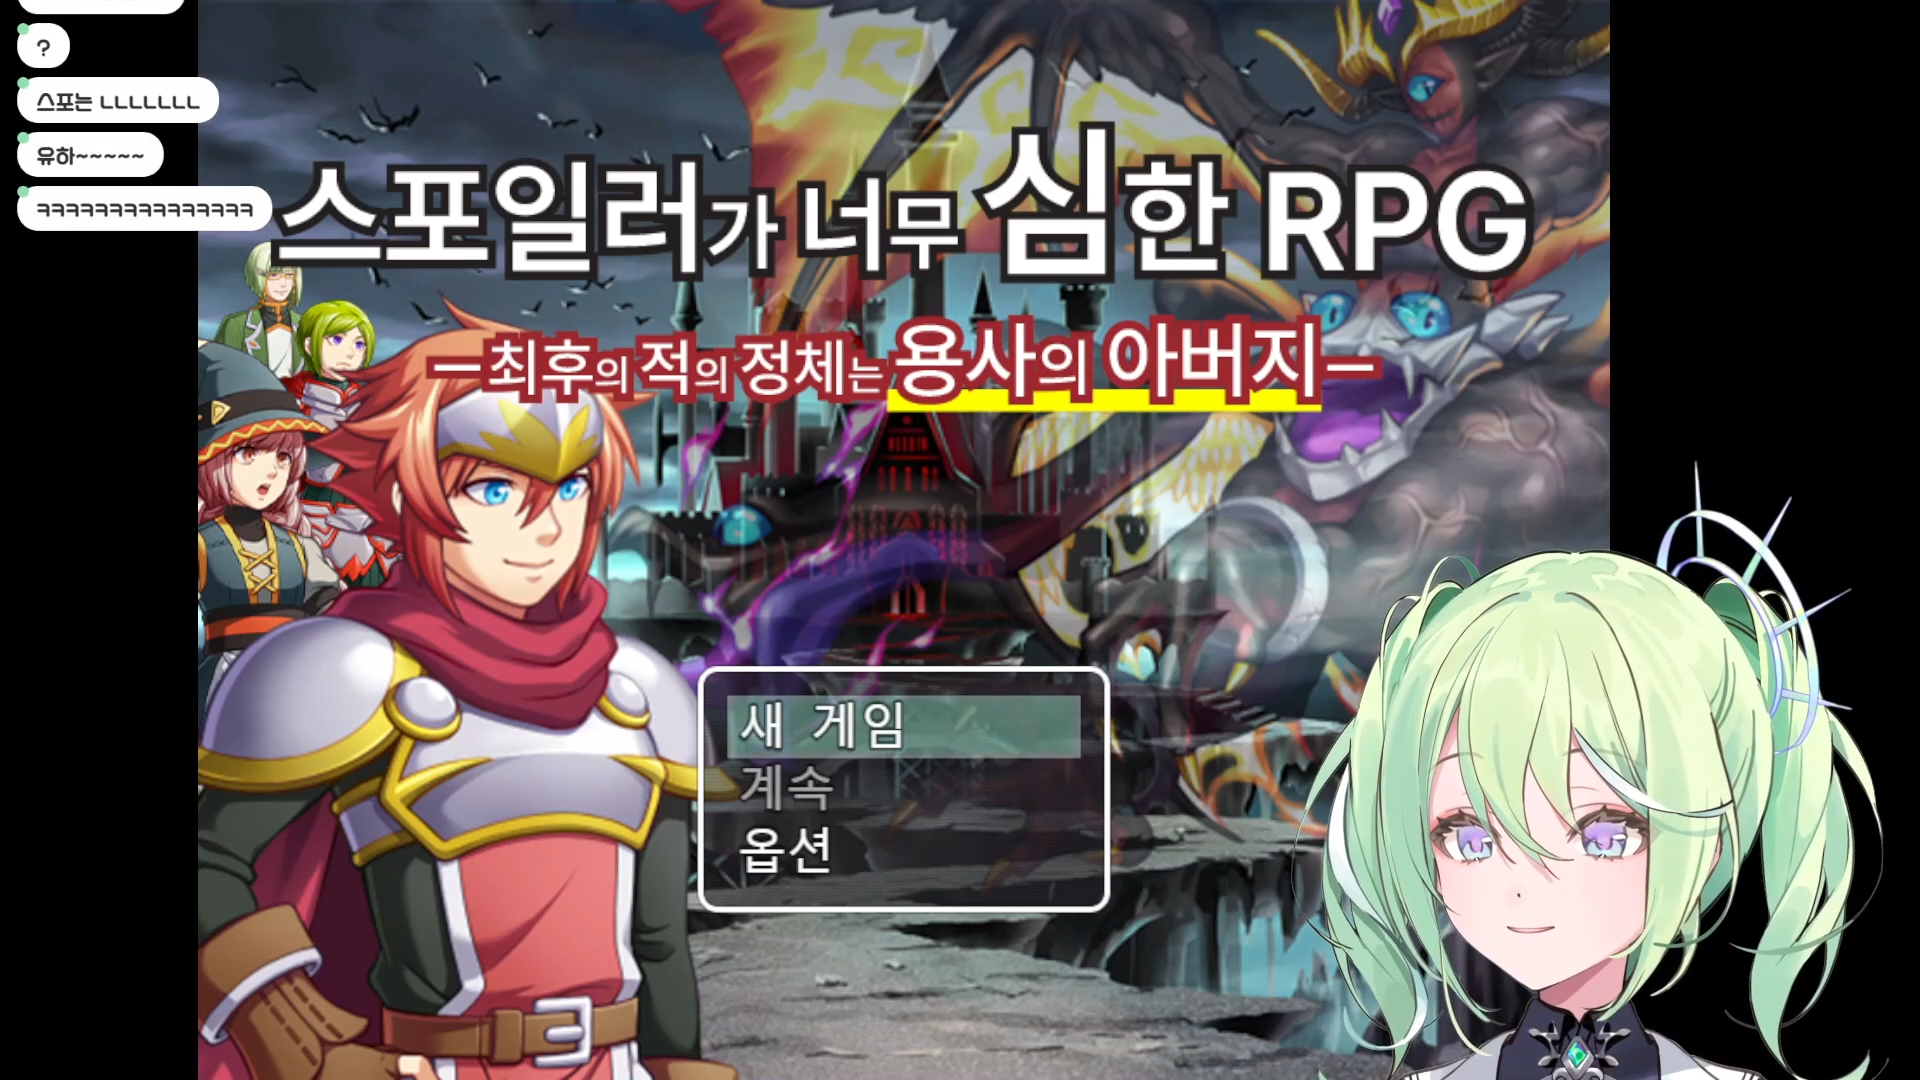 ?
스포는 ㄴㄴㄴㄴㄴㄴㄴ
유하~~~~~
ㅋㅋㅋㅋㅋㅋㅋㅋㅋㅋㅋㅋㅋㅋㅋ
스포일러가 너무 심한 RPG
—최후의 적의 정체는 용사의 아버지—
새 게임
계속
옵션